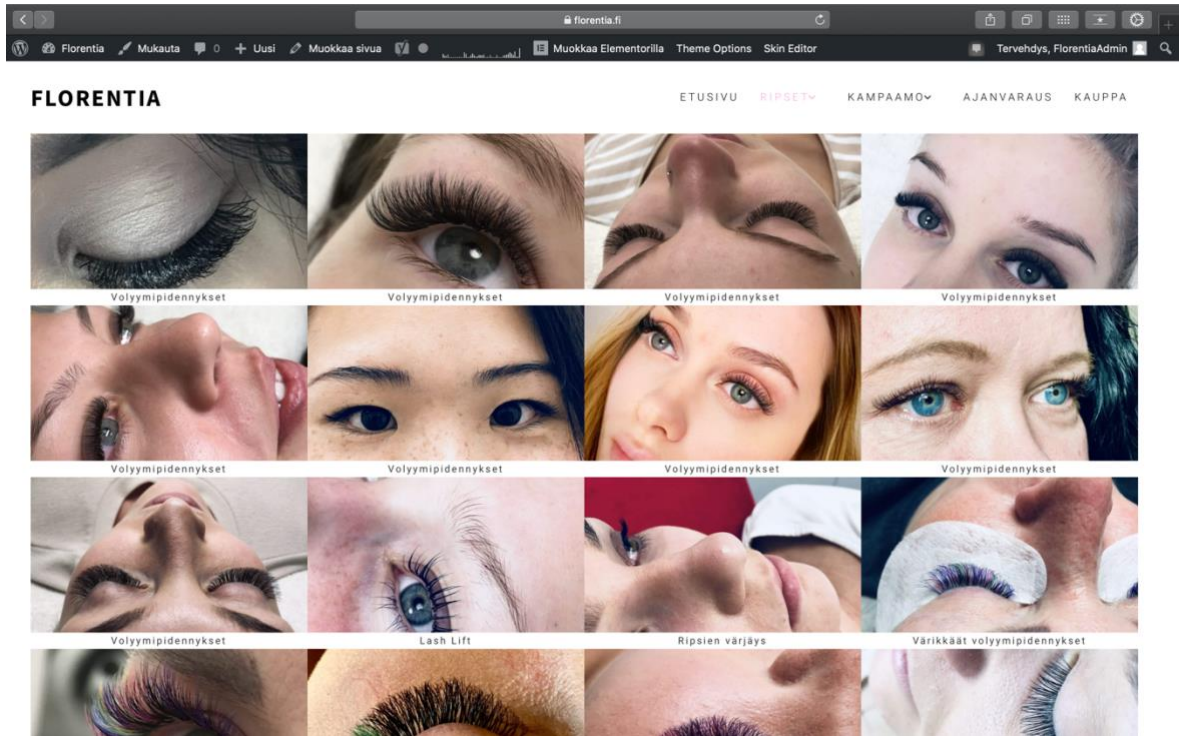 florentia.fi
Florentia Mukauta 0 Uusi Muokkaa sivua Muokkaa Elementorilla Theme Options Skin Editor Tervehdys, FlorentiaAdmin
FLORENTIA ETUSIVU RIPSET KAMPAAMO AJANVARAUS KAUPPA
Volyymipidennykset Volyymipidennykset Volyymipidennykset Volyymipidennykset
Volyymipidennykset Volyymipidennykset Volyymipidennykset Volyymipidennykset
Volyymipidennykset Lash Lift Ripsien värjäys Värikkäät volyymipidennykset